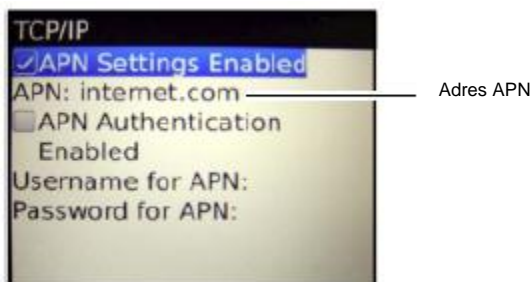 TCP/IP
APN Settings Enabled
APN: internet.com
Adres APN
APN Authentication
Enabled
Username for APN:
Password for APN: